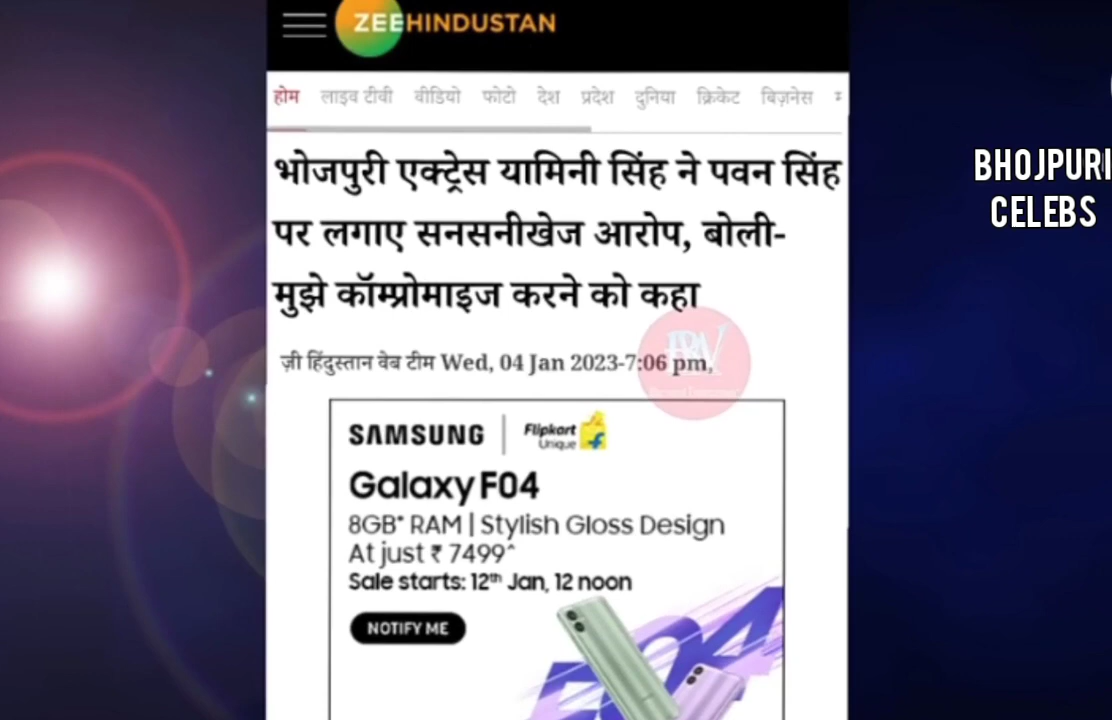 ZEEHINDUSTAN
होम लाइव टीवी वीडियो फोटो देश प्रदेश दुनिया क्रिकेट बिज़नेस
भोजपुरी एक्ट्रेस यामिनी सिंह ने पवन सिंह
पर लगाए सनसनीखेज आरोप, बोली-
मुझे कॉम्प्रोमाइज करने को कहा
ज़ी हिंदुस्तान वेब टीम Wed, 04 Jan 2023-7:06 pm,
SAMSUNG | Flipkart
Unique
Galaxy F04
8GB* RAM | Stylish Gloss Design
At just ₹ 7499^
Sale starts: 12th Jan, 12 noon
NOTIFY ME
BHOJPURI
CELEBS